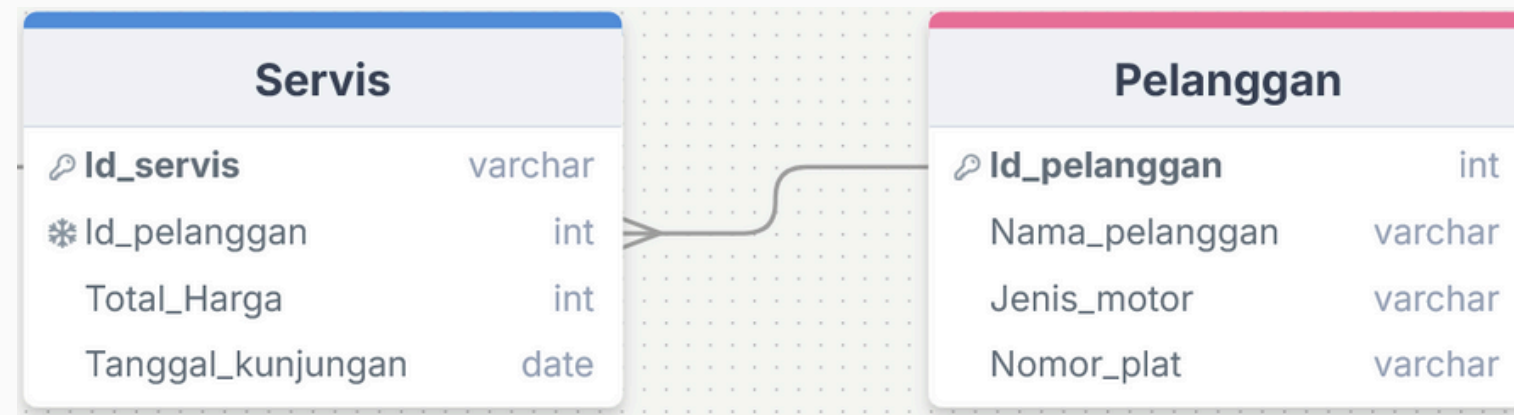 Servis
Id_servis varchar
Id_pelanggan int
Total_Harga int
Tanggal_kunjungan date
Pelanggan
Id_pelanggan int
Nama_pelanggan varchar
Jenis_motor varchar
Nomor_plat varchar